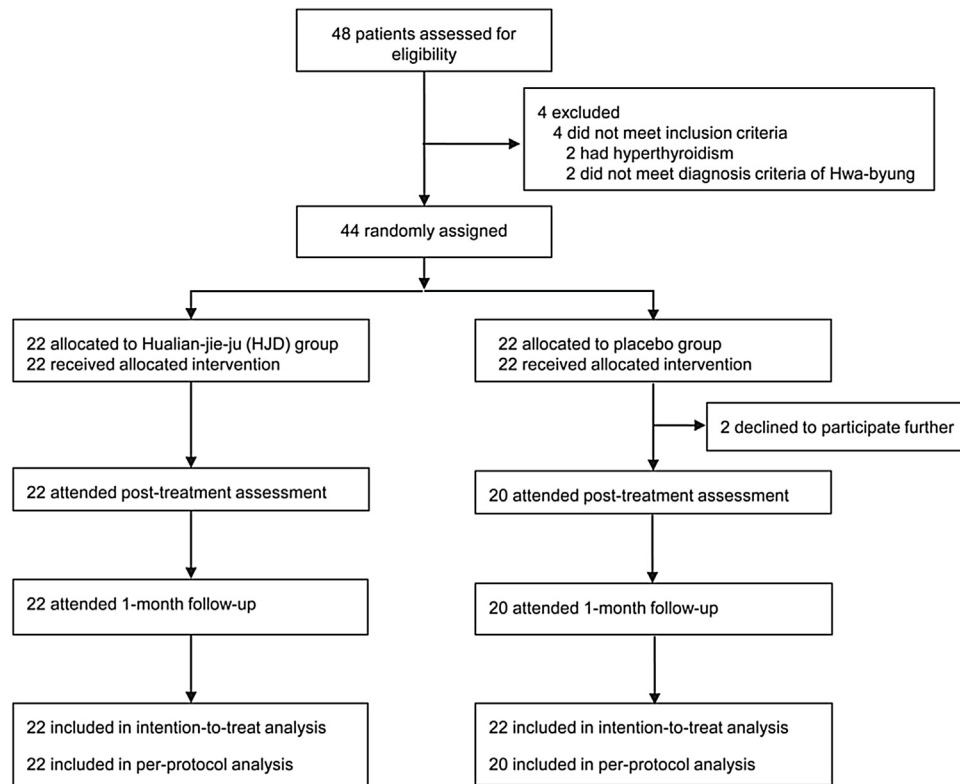 48 patients assessed for
eligibility
4 excluded
4 did not meet inclusion criteria
2 had hyperthyroidism
2 did not meet diagnosis criteria of Hwa-byung
44 randomly assigned
22 allocated to Hualian-jie-ju (HJD) group
22 received allocated intervention
22 allocated to placebo group
22 received allocated intervention
2 declined to participate further
22 attended post-treatment assessment
20 attended post-treatment assessment
22 attended 1-month follow-up
20 attended 1-month follow-up
22 included in intention-to-treat analysis
22 included in per-protocol analysis
22 included in intention-to-treat analysis
20 included in per-protocol analysis